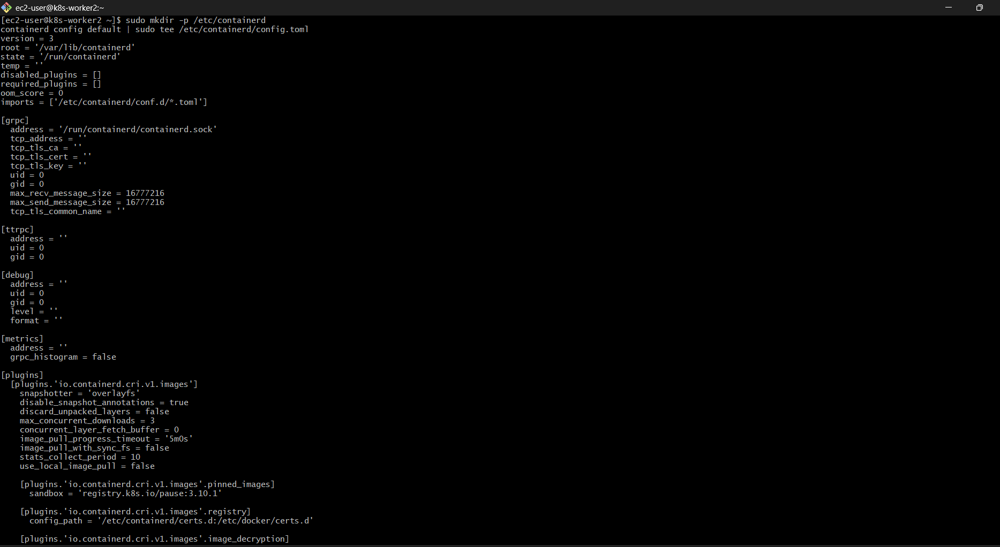 ec2-user@k8s-worker2:~
[ec2-user@k8s-worker2 ~]$ sudo mkdir -p /etc/containerd
containerd config default | sudo tee /etc/containerd/config.toml
version = 3
root = '/var/lib/containerd'
state = '/run/containerd'
temp = ''
disabled_plugins = []
required_plugins = []
oom_score = 0
imports = ['/etc/containerd/conf.d/*.toml']

[grpc]
  address = '/run/containerd/containerd.sock'
  tcp_address = ''
  tcp_tls_ca = ''
  tcp_tls_cert = ''
  tcp_tls_key = ''
  uid = 0
  gid = 0
  max_recv_message_size = 16777216
  max_send_message_size = 16777216
  tcp_tls_common_name = ''

[ttrpc]
  address = ''
  uid = 0
  gid = 0

[debug]
  address = ''
  uid = 0
  gid = 0
  level = ''
  format = ''

[metrics]
  address = ''
  grpc_histogram = false

[plugins]
  [plugins.'io.containerd.cri.v1.images']
    snapshotter = 'overlayfs'
    disable_snapshot_annotations = true
    discard_unpacked_layers = false
    max_concurrent_downloads = 3
    concurrent_layer_fetch_buffer = 0
    image_pull_progress_timeout = '5m0s'
    image_pull_with_sync_fs = false
    stats_collect_period = 10
    use_local_image_pull = false

    [plugins.'io.containerd.cri.v1.images'.pinned_images]
      sandbox = 'registry.k8s.io/pause:3.10.1'

    [plugins.'io.containerd.cri.v1.images'.registry]
      config_path = '/etc/containerd/certs.d:/etc/docker/certs.d'

    [plugins.'io.containerd.cri.v1.images'.image_decryption]